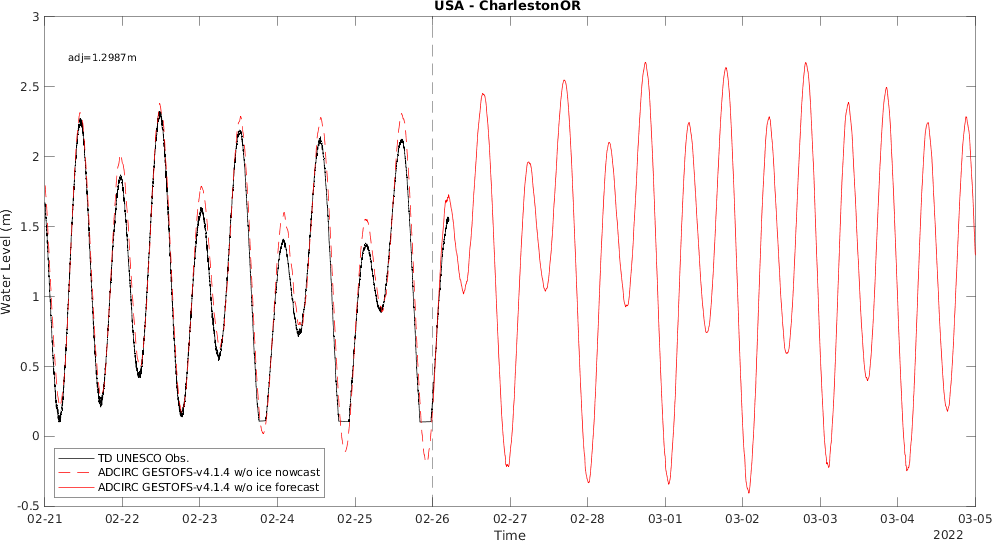 USA - CharlestonOR
adj=1.2987m
Water Level (m)
3
2.5
2
1.5
1
0.5
0
-0.5
TD UNESCO Obs.
ADCIRC GESTOFS-v4.1.4 w/o ice nowcast
ADCIRC GESTOFS-v4.1.4 w/o ice forecast
02-21 02-22 02-23 02-24 02-25 02-26 02-27 02-28 03-01 03-02 03-03 03-04 03-05
Time
2022